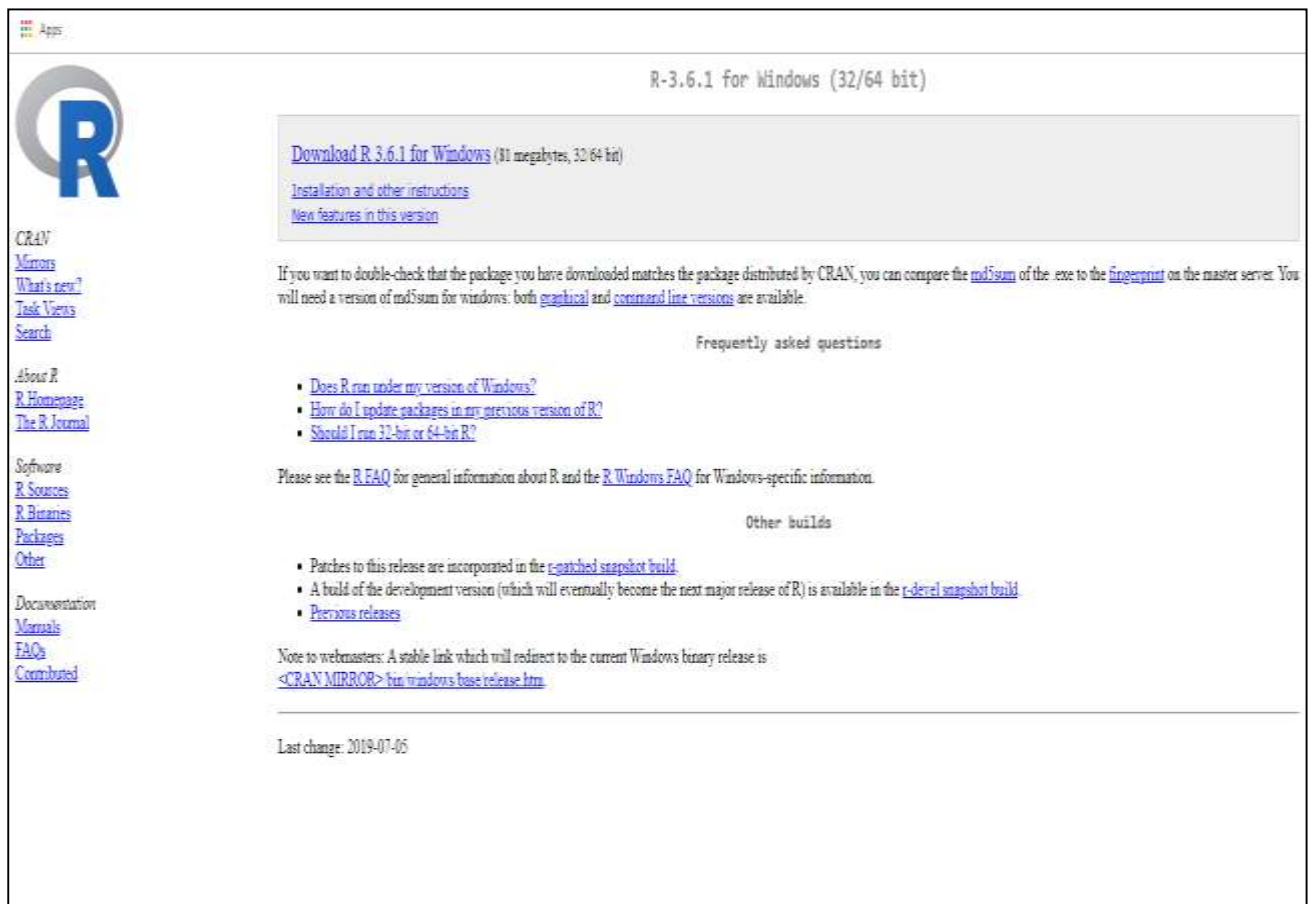 Apps
R
R-3.6.1 for Windows (32/64 bit)
Download R 3.6.1 for Windows (81 megabytes, 32/64 bit)
Installation and other instructions
New features in this version
CRAN
Mirrors
What's new?
Task Views
Search
About R
R Homepage
The R Journal
Software
R Sources
R Binaries
Packages
Other
Documentation
Manuals
FAQs
Contributed
If you want to double-check that the package you have downloaded matches the package distributed by CRAN, you can compare the md5sum of the .exe to the fingerprint on the master server. You
will need a version of md5sum for windows: both graphical and command line versions are available.
Frequently asked questions
Does R run under my version of Windows?
How do I update packages in my previous version of R?
Should I run 32-bit or 64-bit R?
Please see the R FAQ for general information about R and the R Windows FAQ for Windows-specific information.
Other builds
Patches to this release are incorporated in the r-patched snapshot build.
A build of the development version (which will eventually become the next major release of R) is available in the r-devel snapshot build.
Previous releases
Note to webmasters: A stable link which will redirect to the current Windows binary release is
<CRAN MIRROR>/bin/windows/base/release.htm.
Last change: 2019-07-05